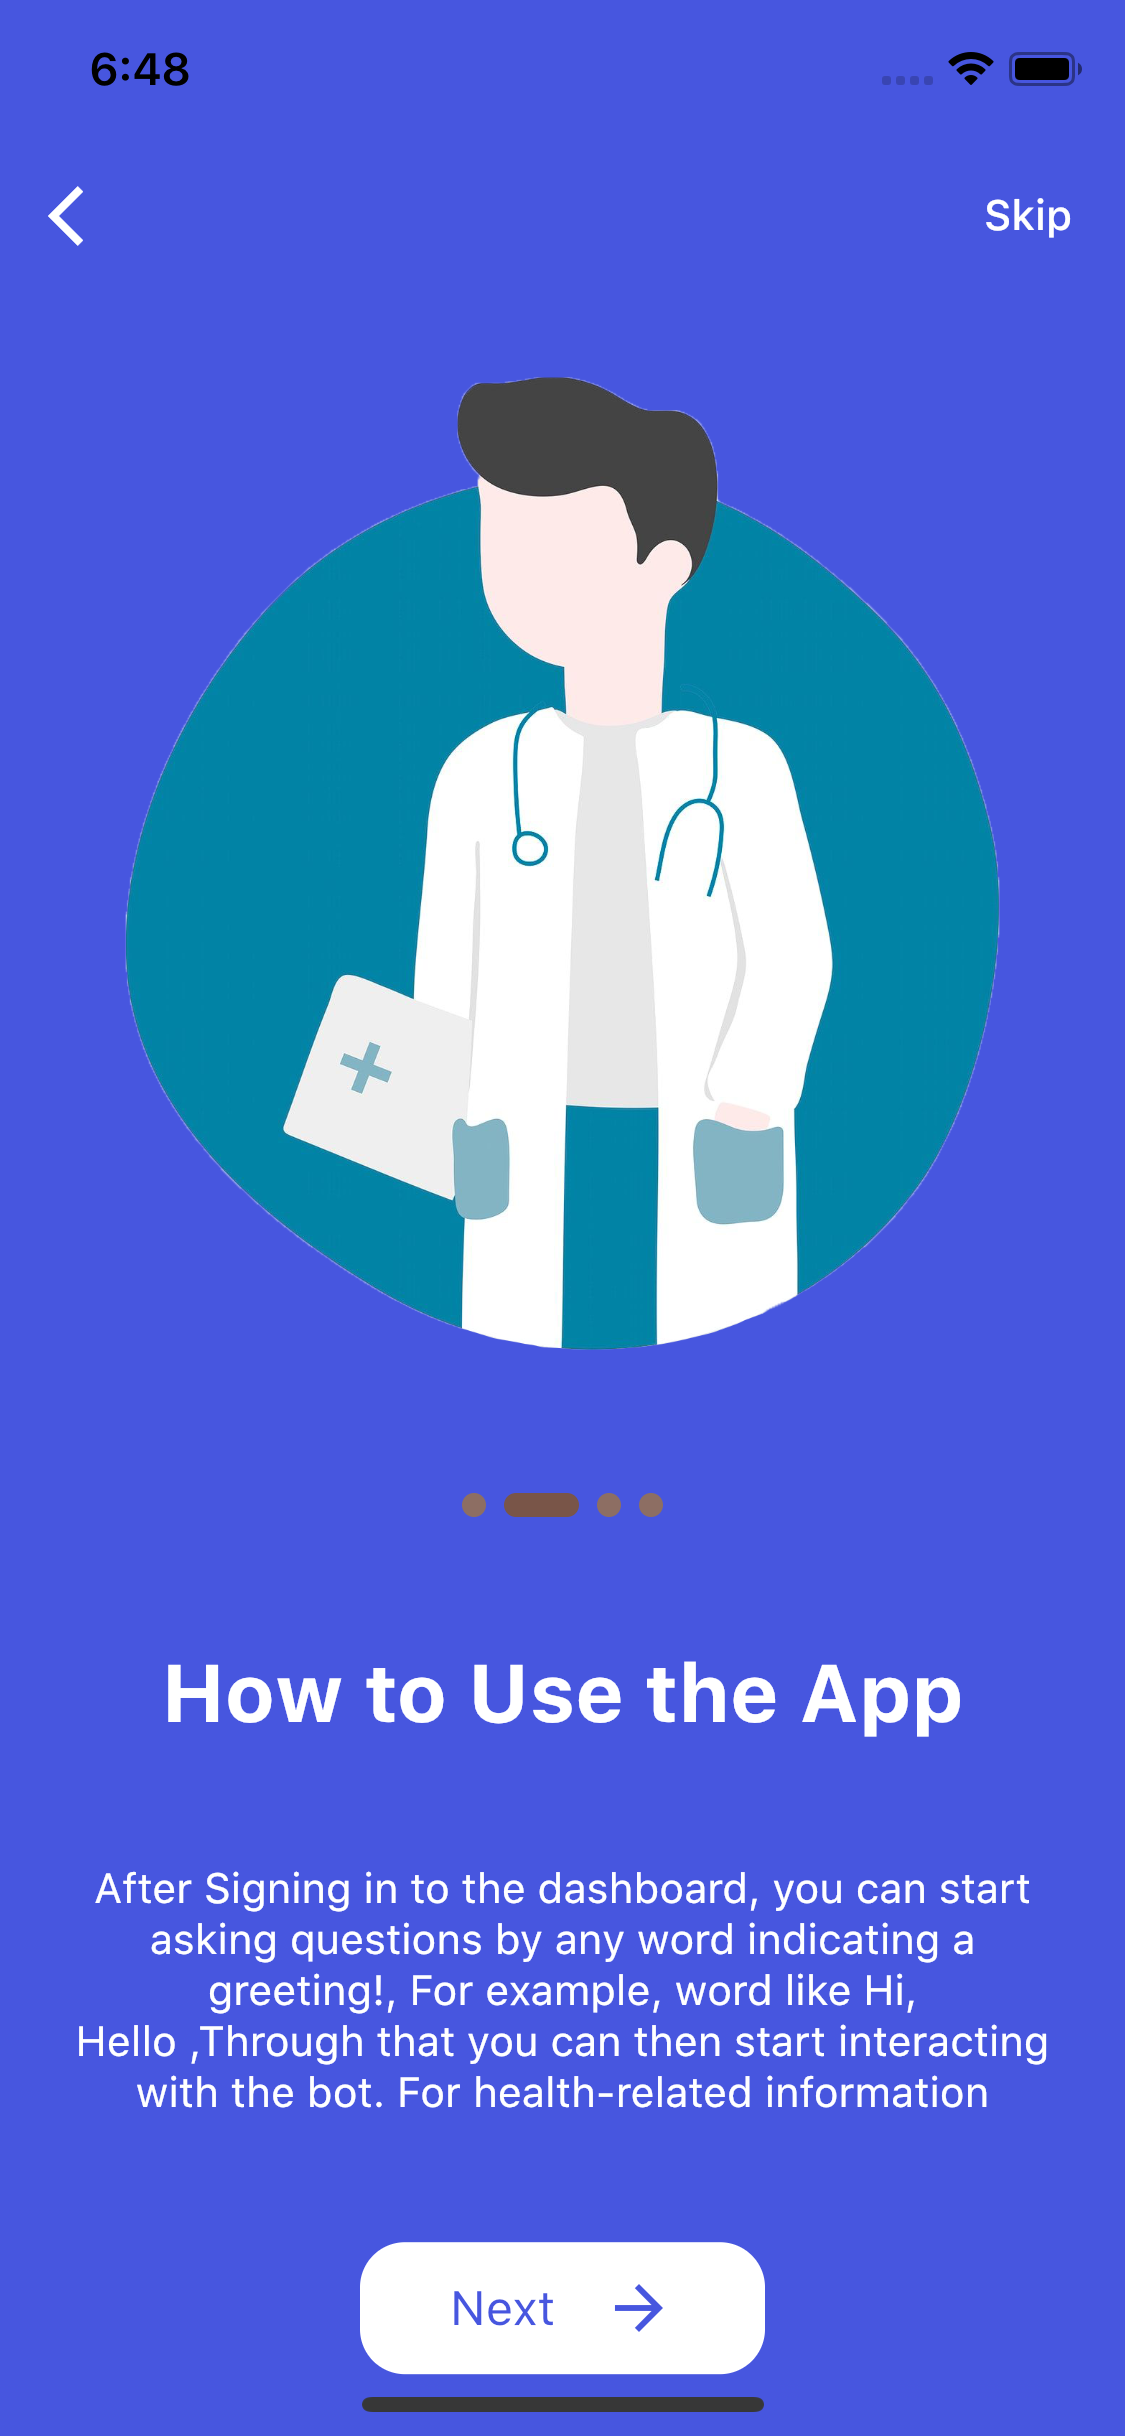 6:48
Skip
How to Use the App
After Signing in to the dashboard, you can start
asking questions by any word indicating a
greeting!, For example, word like Hi,
Hello ,Through that you can then start interacting
with the bot. For health-related information
Next